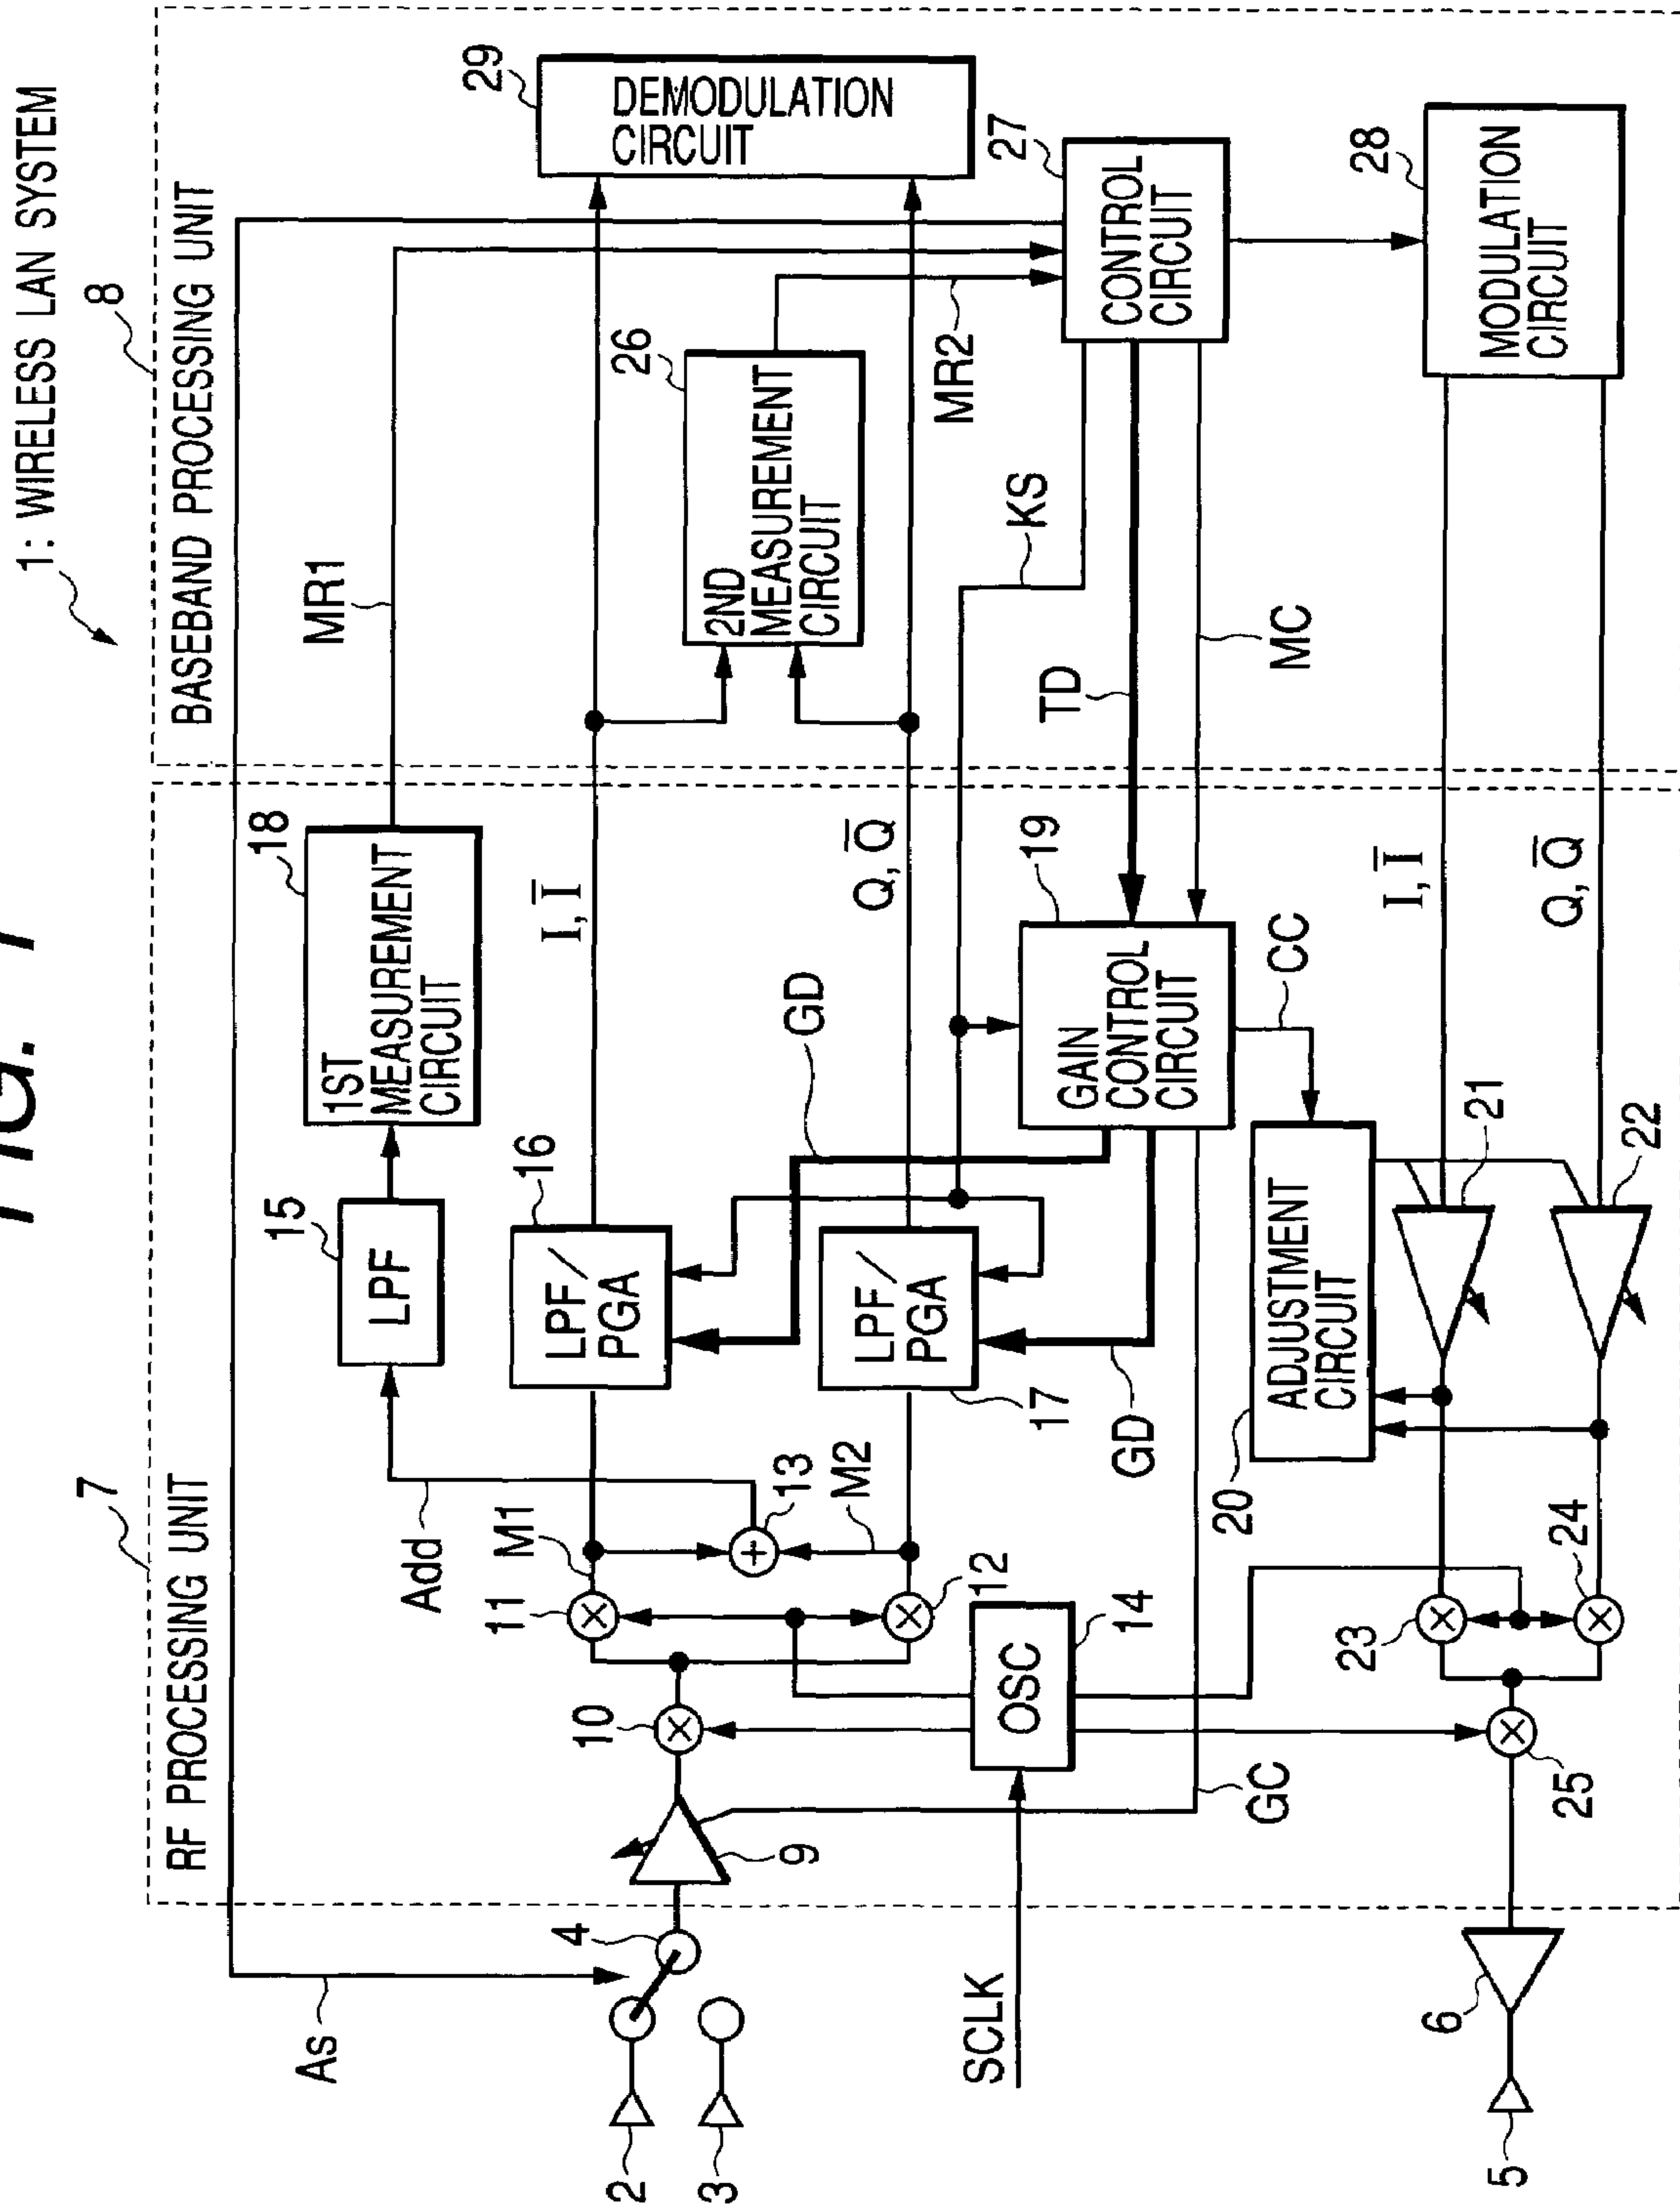 FIG. 1
1: WIRELESS LAN SYSTEM
7
8
RF PROCESSING UNIT
BASEBAND PROCESSING UNIT
As
Add
15
LPF
18
1ST
MEASUREMENT
CIRCUIT
MR1
29
DEMODULATION
CIRCUIT
2
3
4
9
10
11
M1
13
M2
12
16
LPF/
PGA
I, I̅
LPF/
PGA
17
Q, Q̅
GD
GD
26
2ND
MEASUREMENT
CIRCUIT
MR2
KS
27
CONTROL
CIRCUIT
SCLK
OSC
14
19
GAIN
CONTROL
CIRCUIT
TD
MC
GC
CC
20
ADJUSTMENT
CIRCUIT
28
MODULATION
CIRCUIT
5
6
25
23
24
21
22
I, I̅
Q, Q̅